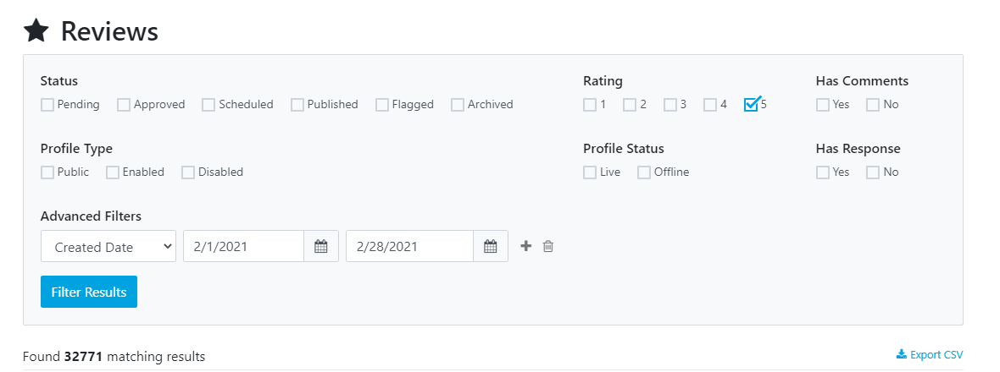 Reviews
Status
Rating
Has Comments
Pending Approved Scheduled Published Flagged Archived
1 2 3 4 5
Yes No
Profile Type
Profile Status
Has Response
Public Enabled Disabled
Live Offline
Yes No
Advanced Filters
Created Date 2/1/2021 2/28/2021
Filter Results
Found 32771 matching results
Export CSV